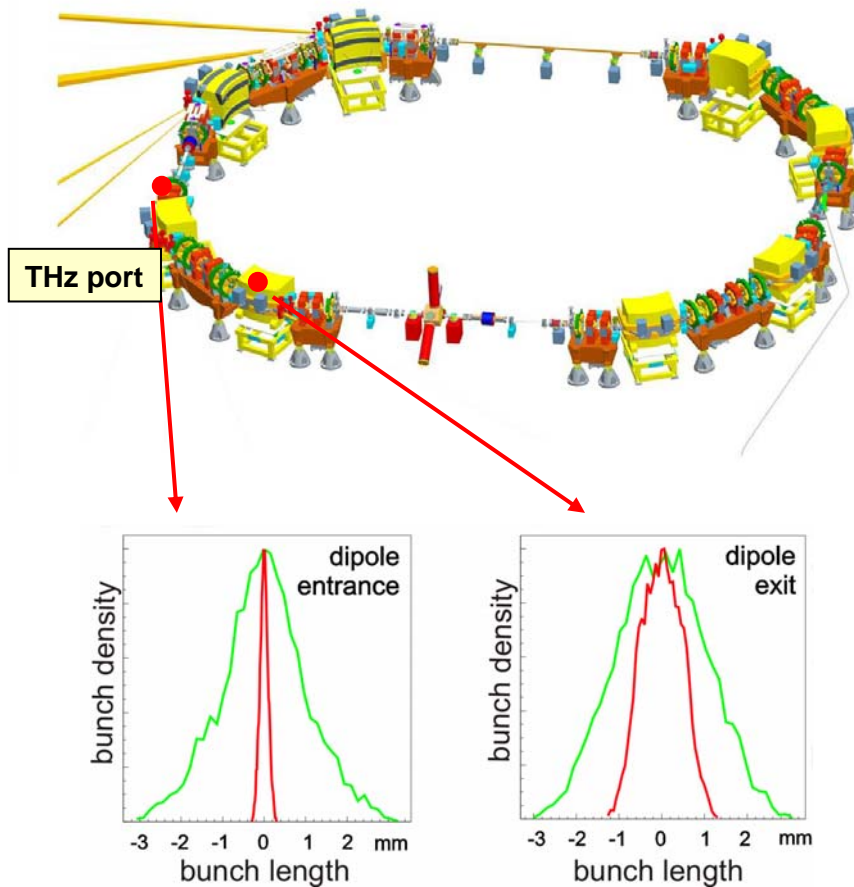 THz port
dipole
entrance
bunch density
-3 -2 -1 0 1 2 mm
bunch length
dipole
exit
bunch density
-3 -2 -1 0 1 2 mm
bunch length